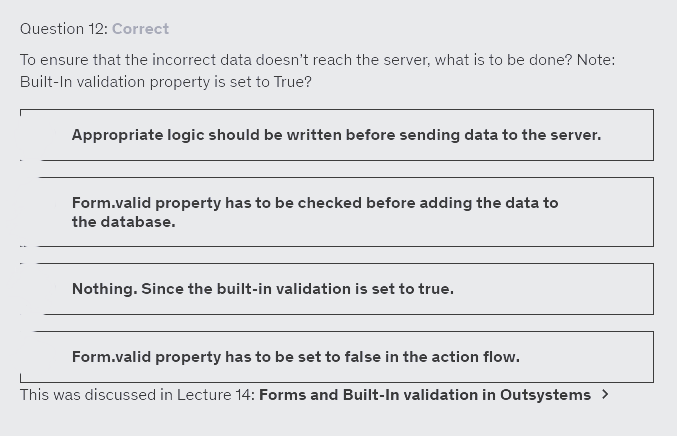 Question 12: Correct
To ensure that the incorrect data doesn't reach the server, what is to be done? Note:
Built-In validation property is set to True?
Appropriate logic should be written before sending data to the server.
Form.valid property has to be checked before adding the data to
the database.
Nothing. Since the built-in validation is set to true.
Form.valid property has to be set to false in the action flow.
This was discussed in Lecture 14: Forms and Built-In validation in Outsystems >